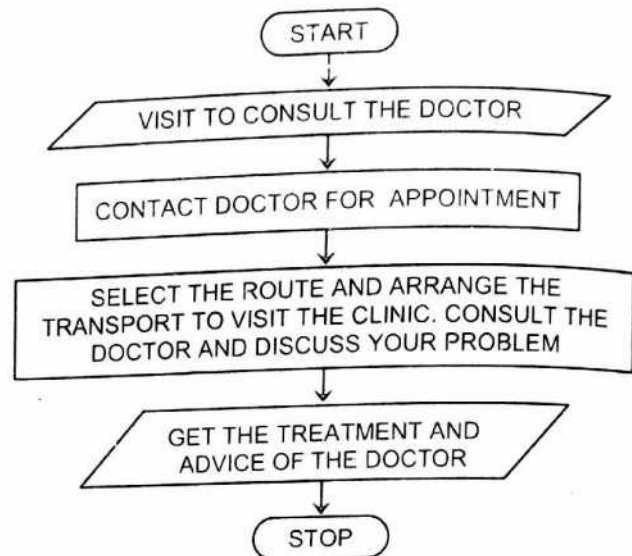 START
VISIT TO CONSULT THE DOCTOR
CONTACT DOCTOR FOR APPOINTMENT
SELECT THE ROUTE AND ARRANGE THE
TRANSPORT TO VISIT THE CLINIC. CONSULT THE
DOCTOR AND DISCUSS YOUR PROBLEM
GET THE TREATMENT AND
ADVICE OF THE DOCTOR
STOP